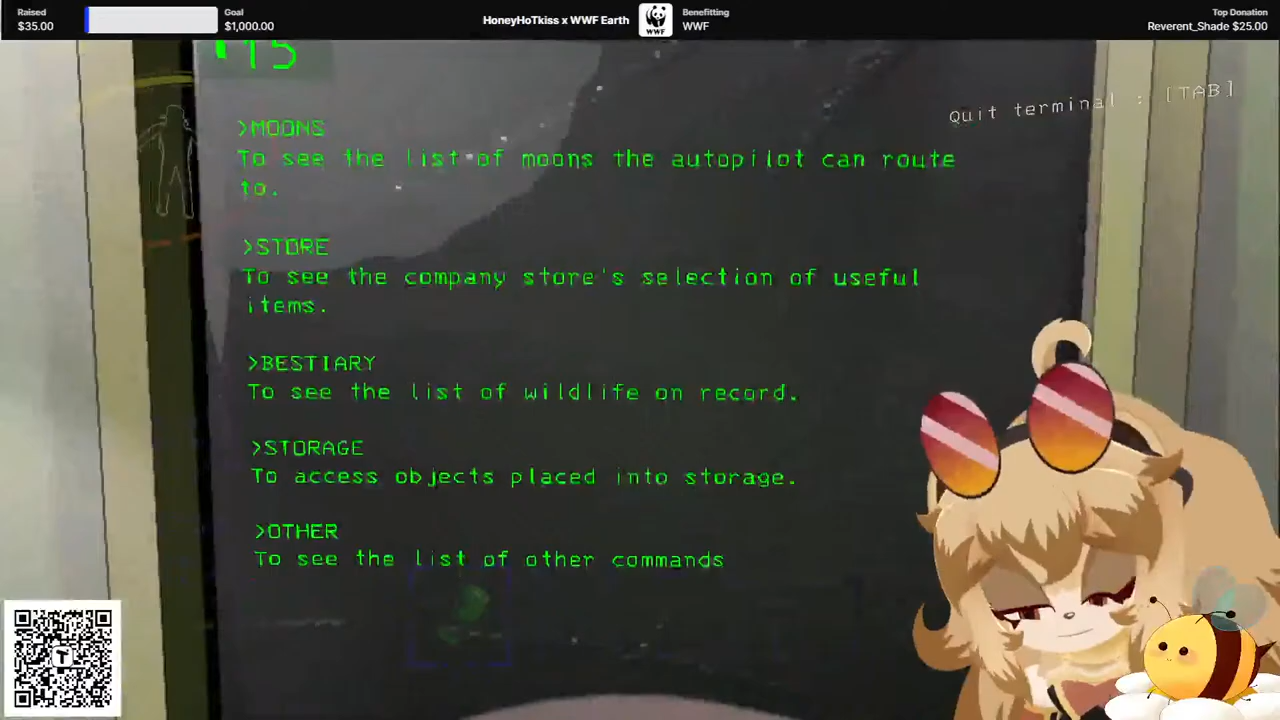 Raised
$35.00
Goal
$1,000.00
HoneyHoTkiss x WWF Earth
WWF
Benefitting
WWF
Top Donation
Reverent_Shade $25.00
Quit terminal : [TAB]
>MOONS
To see the list of moons the autopilot can route
to.
>STORE
To see the company store's selection of useful
items.
>BESTIARY
To see the list of wildlife on record.
>STORAGE
To access objects placed into storage.
>OTHER
To see the list of other commands